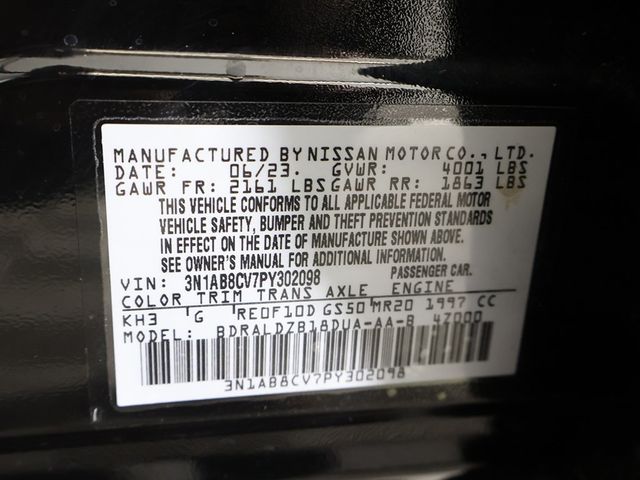 MANUFACTURED BY NISSAN MOTOR CO., LTD.
DATE: 06/23. GVWR: 4001 LBS
GAWR FR: 2161 LBS GAWR RR: 1863 LBS
THIS VEHICLE CONFORMS TO ALL APPLICABLE FEDERAL MOTOR
VEHICLE SAFETY, BUMPER AND THEFT PREVENTION STANDARDS
IN EFFECT ON THE DATE OF MANUFACTURE SHOWN ABOVE.
SEE OWNER'S MANUAL FOR ADDITIONAL INFORMATION.
VIN: 3N1AB8CV7PY302098 PASSENGER CAR.
COLOR TRIM TRANS AXLE ENGINE
KH3 G RE0F10D GS50 MR20 1997 CC
MODEL: BDRALDZB18DUA-AA-B 47000
3N1AB8CV7PY302098